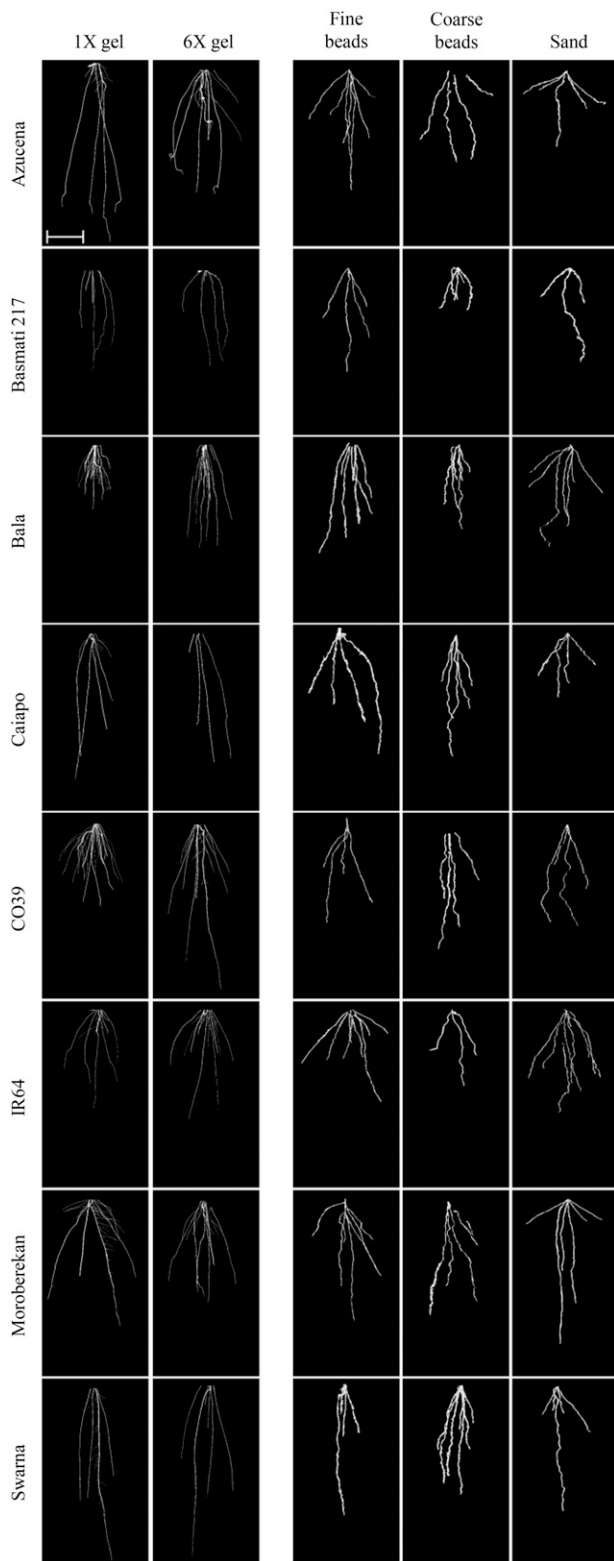 1X gel
6X gel
Fine
beads
Coarse
beads
Sand
Azucena
Basmati 217
Bala
Caiapo
CO39
IR64
Moroberekan
Swarna